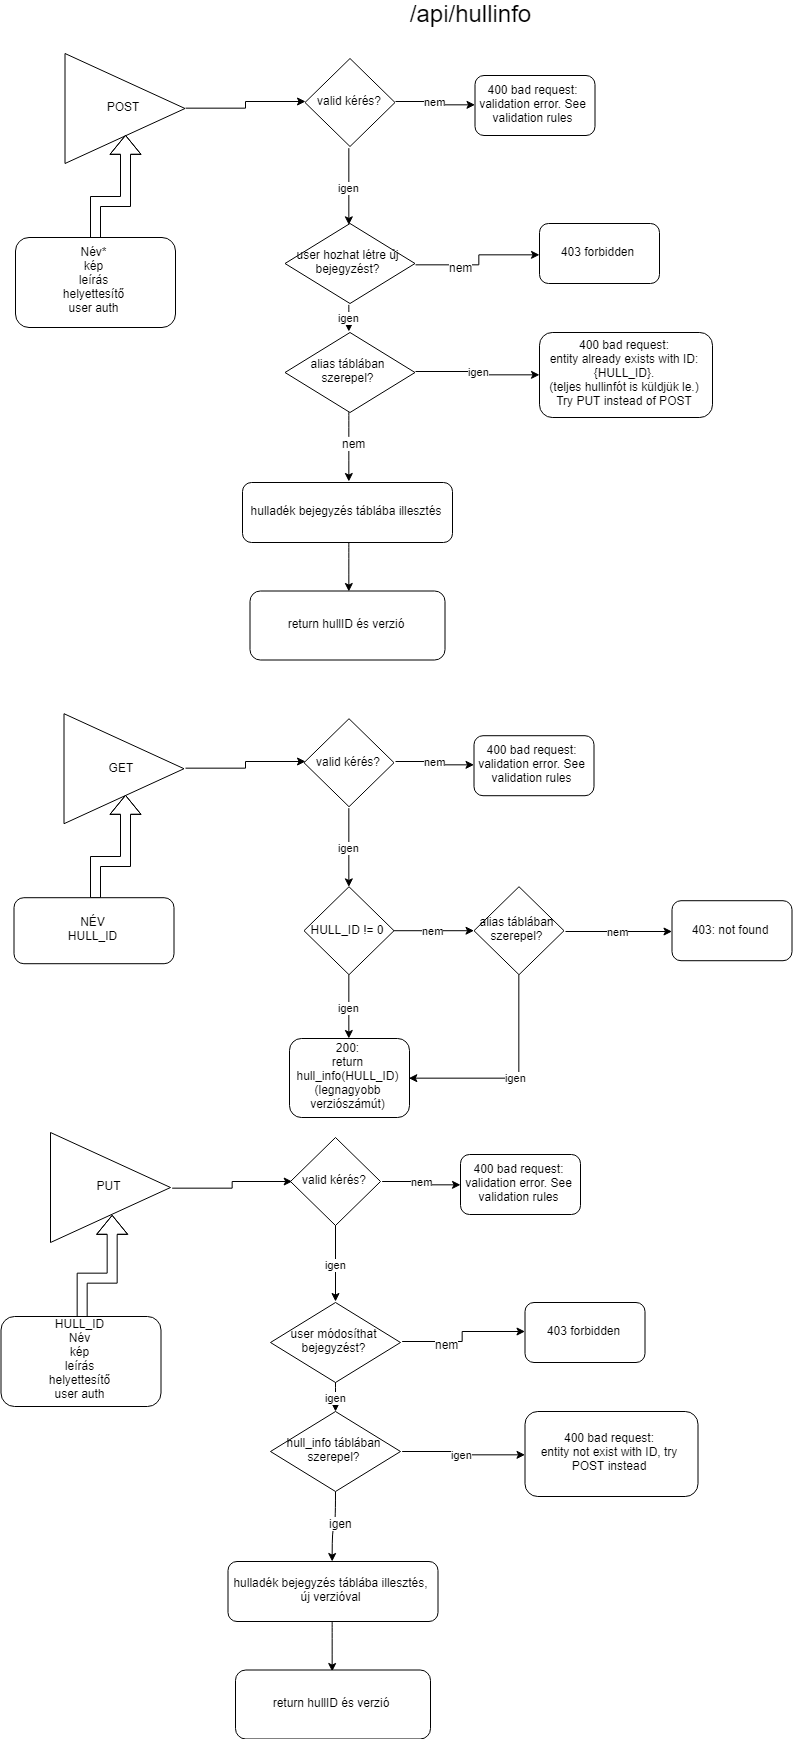 /api/hullinfo
POST
valid kérés?
nem
400 bad request:
validation error. See
validation rules
igen
Név*
kép
leírás
helyettesítő
user auth
user hozhat létre új
bejegyzést?
nem
403 forbidden
igen
alias táblában
szerepel?
igen
400 bad request:
entity already exists with ID:
{HULL_ID}.
(teljes hullinfót is küldjük le.)
Try PUT instead of POST
nem
hulladék bejegyzés táblába illesztés
return hullID és verzió
GET
valid kérés?
nem
400 bad request:
validation error. See
validation rules
igen
NÉV
HULL_ID
HULL_ID != 0
nem
alias táblában
szerepel?
nem
403: not found
igen
200:
return
hull_info(HULL_ID)
(legnagyobb
verziószámút)
igen
PUT
valid kérés?
nem
400 bad request:
validation error. See
validation rules
igen
HULL_ID
Név
kép
leírás
helyettesítő
user auth
user módosíthat
bejegyzést?
nem
403 forbidden
igen
hull_info táblában
szerepel?
igen
400 bad request:
entity not exist with ID, try
POST instead
igen
hulladék bejegyzés táblába illesztés,
új verzióval
return hullID és verzió